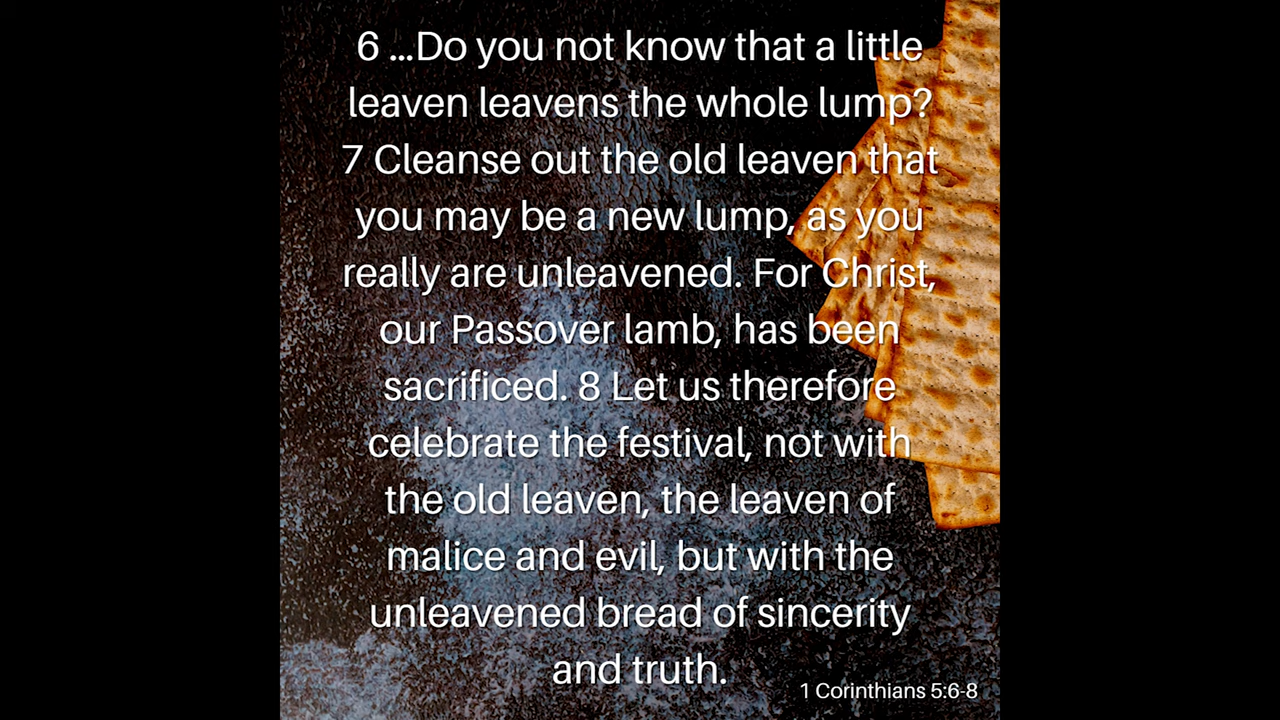 6 ...Do you not know that a little
leaven leavens the whole lump?
7 Cleanse out the old leaven that
you may be a new lump, as you
really are unleavened. For Christ,
our Passover lamb, has been
sacrificed. 8 Let us therefore
celebrate the festival, not with
the old leaven, the leaven of
malice and evil, but with the
unleavened bread of sincerity
and truth.
1 Corinthians 5:6-8